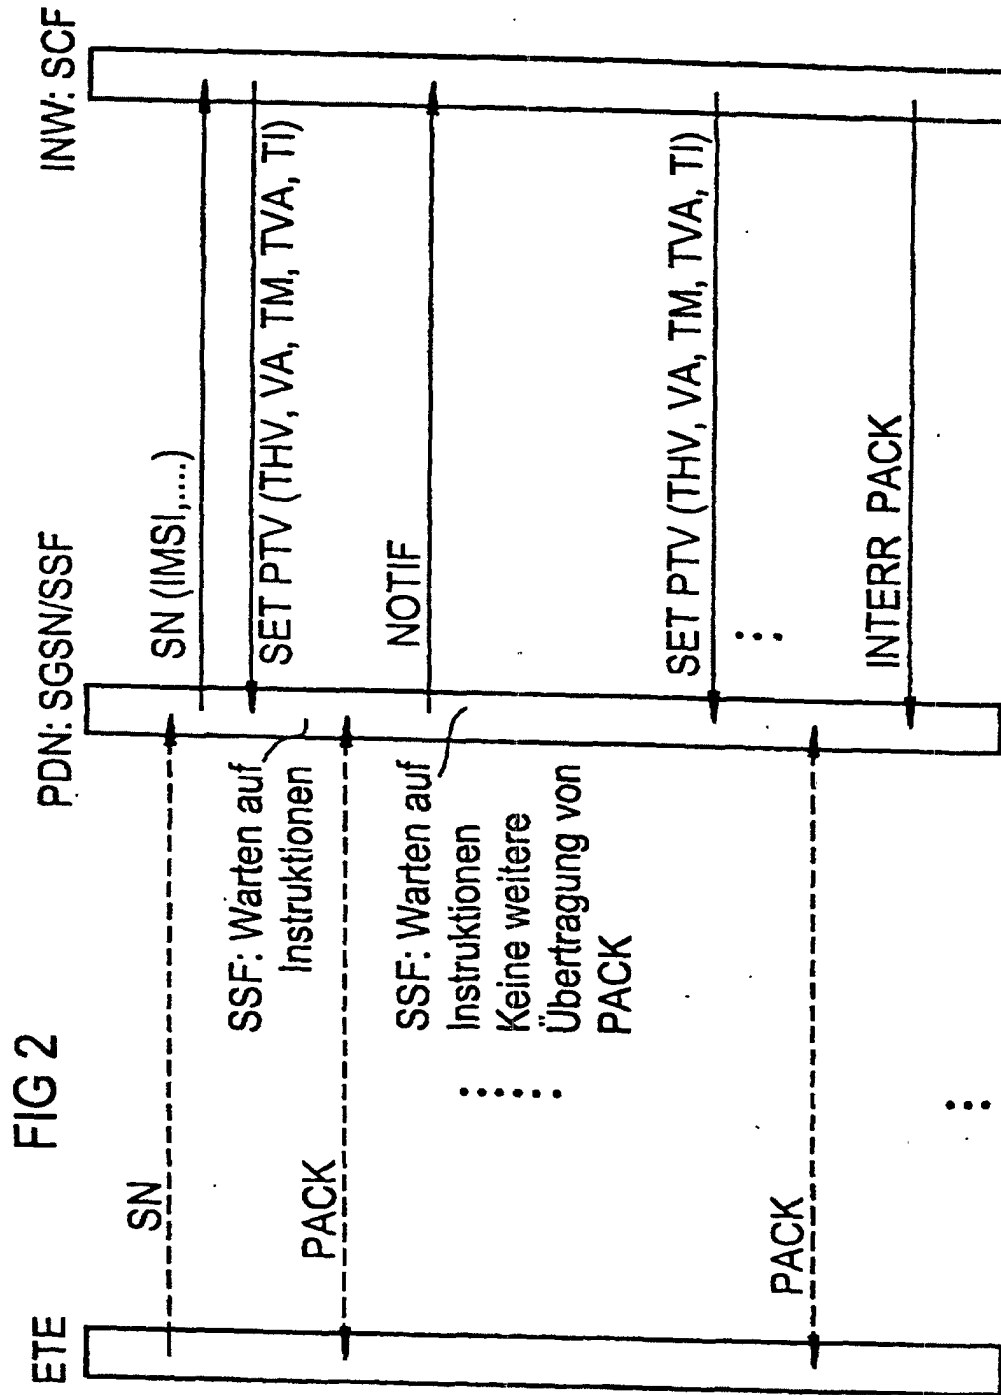 FIG 2
ETE
PDN: SGSN/SSF
INW: SCF
SN
SN (IMSI,....)
SET PTV (THV, VA, TM, TVA, TI)
SSF: Warten auf
Instruktionen
PACK
NOTIF
SSF: Warten auf
Instruktionen
Keine weitere
Übertragung von
PACK
SET PTV (THV, VA, TM, TVA, TI)
PACK
INTERR PACK